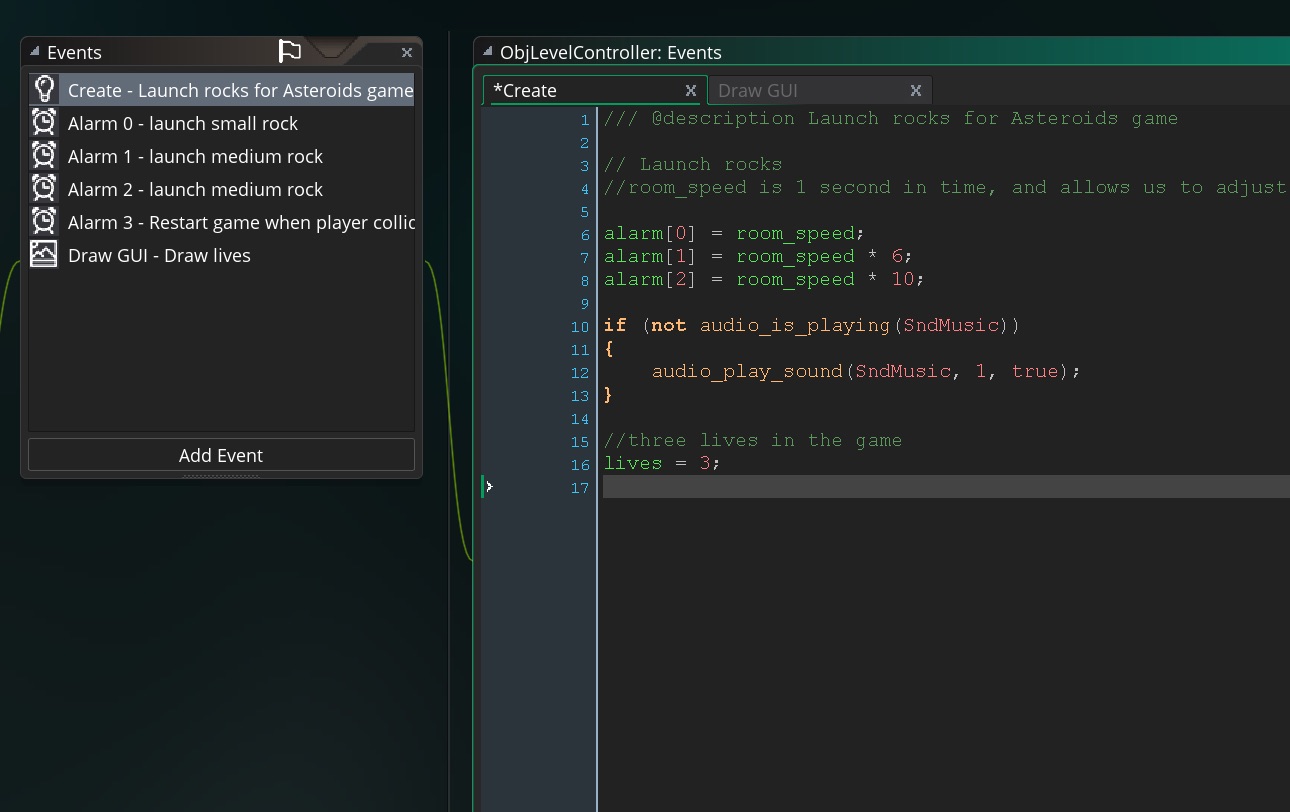 Events
Create - Launch rocks for Asteroids game
Alarm 0 - launch small rock
Alarm 1 - launch medium rock
Alarm 2 - launch medium rock
Alarm 3 - Restart game when player
Draw GUI - Draw lives
Add Event
ObjLevelController: Events
*Create X
Draw GUI X
1 /// @description Launch rocks for Asteroids game
2
3 // Launch rocks
4 //room_speed is 1 second in time, and allows us to adjust
5
6 alarm[0] = room_speed;
7 alarm[1] = room_speed * 6;
8 alarm[2] = room_speed * 10;
9
10 if (not audio_is_playing(SndMusic))
11 {
12 audio_play_sound(SndMusic, 1, true);
13 }
14
15 //three lives in the game
16 lives = 3;
17